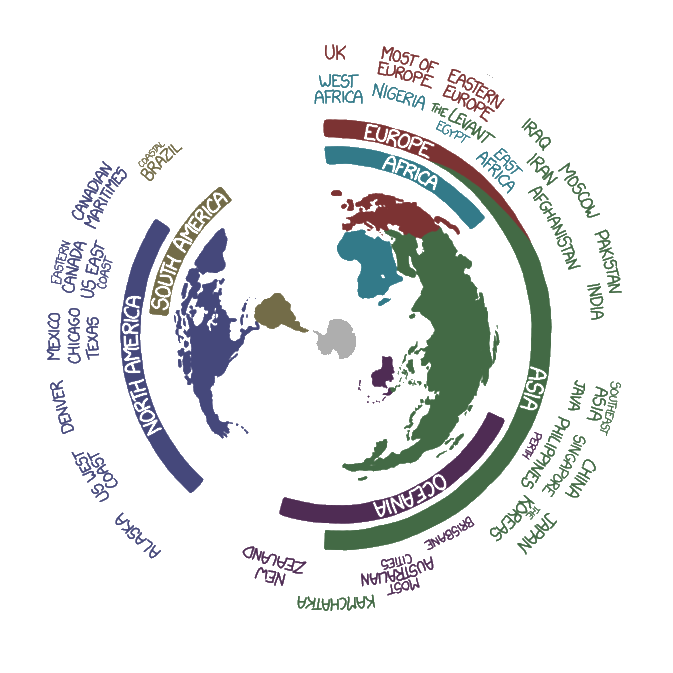 UK
MOST OF
EUROPE
EASTERN
EUROPE
WEST
AFRICA
NIGERIA
THE LEVANT
EGYPT
EAST
AFRICA
IRAQ
IRAN
MOSCOW
AFGHANISTAN
PAKISTAN
INDIA
EUROPE
AFRICA
ASIA
OCEANIA
SOUTHEAST
ASIA
JAVA
PERTH
PHILIPPINES
SINGAPORE
CHINA
THE
KOREAS
JAPAN
BRISBANE
MOST
AUSTRALIAN
CITIES
KAMCHATKA
NEW
ZEALAND
ALASKA
US WEST
COAST
DENVER
MEXICO
CHICAGO
TEXAS
EASTERN
CANADA
US EAST
COAST
CANADIAN
MARITIMES
COASTAL
BRAZIL
NORTH AMERICA
SOUTH AMERICA